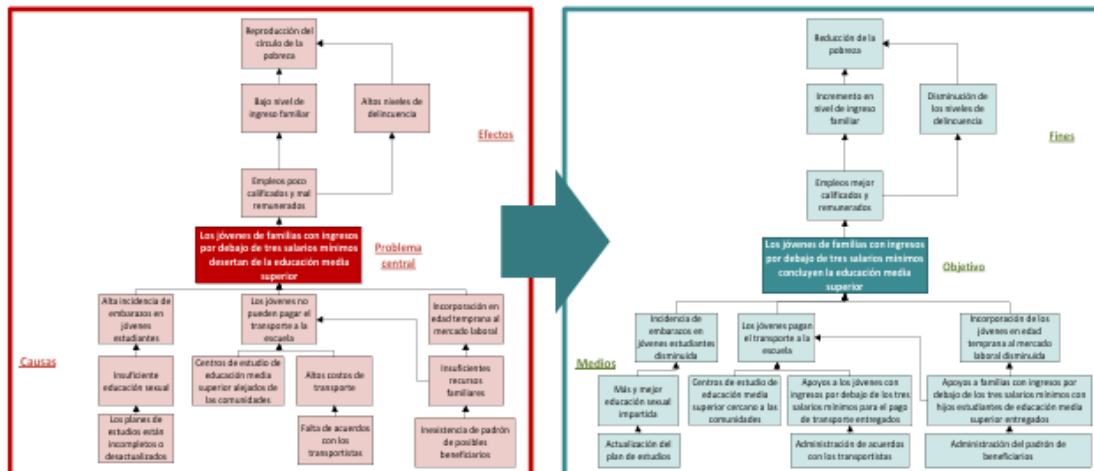 Reproducción del
círculo de la
pobreza
Bajo nivel de
ingreso familiar
Altos niveles de
delincuencia
Efectos
Empleos poco
calificados y mal
remunerados
Los jóvenes de familias con ingresos
por debajo de tres salarios mínimos
desertan de la educación media
superior
Problema
central
Alta incidencia de
embarazos en
jóvenes
estudiantes
Los jóvenes no
pueden pagar el
transporte a la
escuela
Incorporación en
edad temprana al
mercado laboral
Causas
Insuficiente
educación sexual
Centros de estudio de
educación media
superior alejados de
las comunidades
Altos costos de
transporte
Insuficientes
recursos
familiares
Los planes de
estudios están
incompletos o
desactualizados
Falta de acuerdos
con los
transportistas
Inexistencia de padrón
de posibles
beneficiarios
Reducción de la
pobreza
Incremento en
nivel de ingreso
familiar
Disminución de
los niveles de
delincuencia
Fines
Empleos mejor
calificados y
remunerados
Los jóvenes de familias con ingresos
por debajo de tres salarios mínimos
concluyen la educación media
superior
Objetivo
Incidencia de
embarazos en
jóvenes estudiantes
disminuida
Los jóvenes pagan
el transporte a la
escuela
Incorporación de los
jóvenes en edad
temprana al mercado
laboral disminuida
Medios
Más y mejor
educación sexual
impartida
Centros de estudio de
educación media
superior cercano a las
comunidades
Apoyos a los jóvenes con
ingresos por debajo de los tres
salarios mínimos para el pago
de transporte entregados
Apoyos a familias con ingresos por
debajo de los tres salarios mínimos con
hijos estudiantes de educación media
superior entregados
Actualización del
plan de estudios
Administración de acuerdos
con los transportistas
Administración del padrón de
beneficiarios